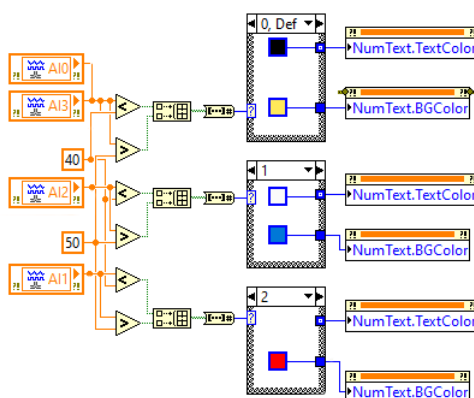 0, Def
AI0
NumText.TextColor
AI3
<
?
NumText.BGColor
>
40
1
AI2
<
NumText.TextColor
?
50
>
NumText.BGColor
AI1
<
2
?
NumText.TextColor
>
NumText.BGColor